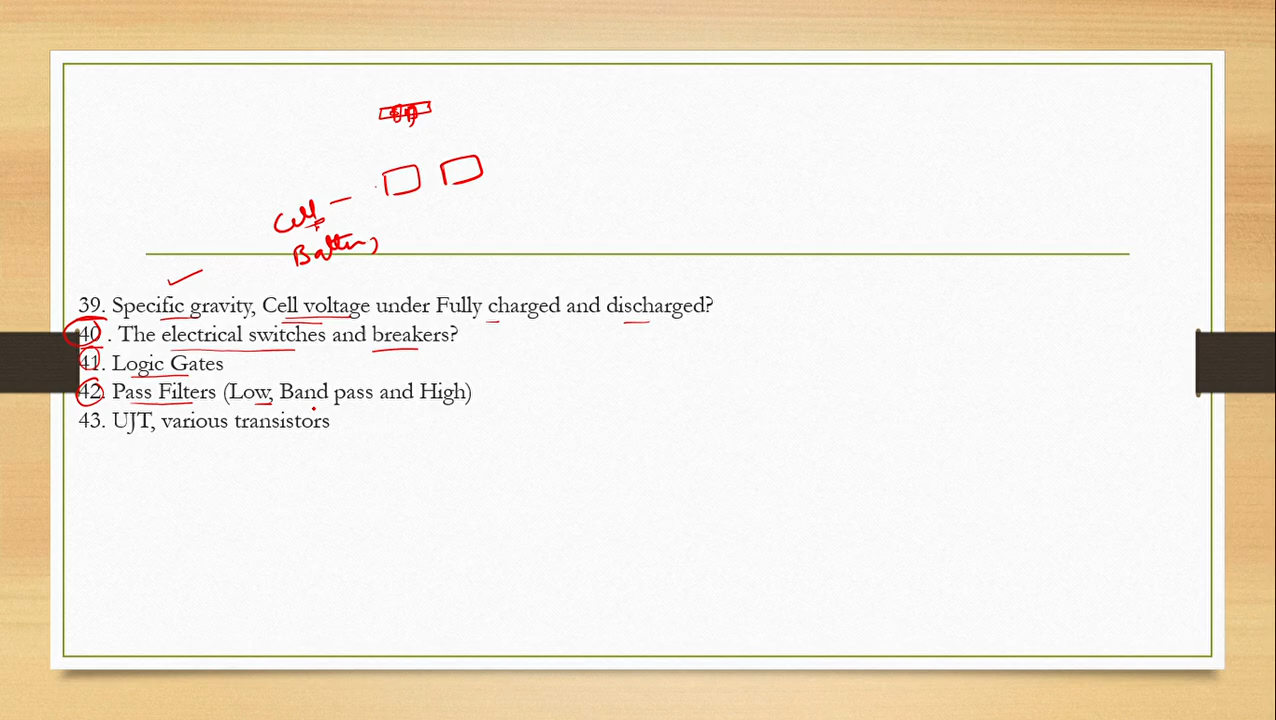 Cell
Battery
39. Specific gravity, Cell voltage under Fully charged and discharged?
40 . The electrical switches and breakers?
41. Logic Gates
42. Pass Filters (Low, Band pass and High)
43. UJT, various transistors